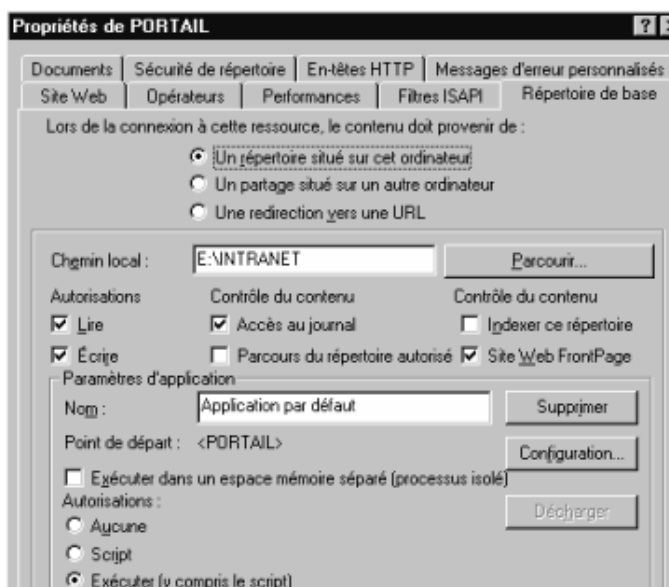 Propriétés de PORTAIL
Documents Sécurité de répertoire En-têtes HTTP Messages d'erreur personnalisés
Site Web Opérateurs Performances Filtres ISAPI Répertoire de base
Lors de la connexion à cette ressource, le contenu doit provenir de :
Un répertoire situé sur cet ordinateur
Un partage situé sur un autre ordinateur
Une redirection vers une URL
Chemin local : E:\INTRANET Parcourir...
Autorisations Contrôle du contenu Contrôle du contenu
Lire Accès au journal Indexer ce répertoire
Écrire Parcours du répertoire autorisé Site Web FrontPage
Paramètres d'application
Nom : Application par défaut Supprimer
Point de départ : <PORTAIL> Configuration...
Exécuter dans un espace mémoire séparé (processus isolé)
Autorisations : Décharger
Aucune
Script
Exécuter (y compris le script)